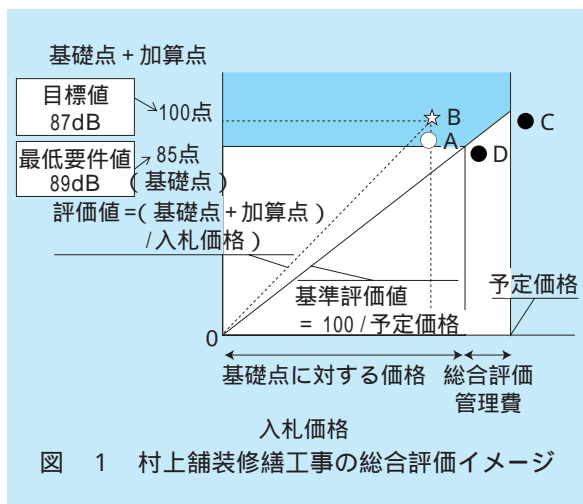 基礎点+加算点
目標値
87dB
100点
最低要件値
89dB
85点
(基礎点)
B
A
C
D
評価値=(基礎点+加算点)
/入札価格)
基準評価値
= 100 /予定価格
予定価格
0
基礎点に対する価格
総合評価
管理費
入札価格
図 1 村上舗装修繕工事の総合評価イメージ